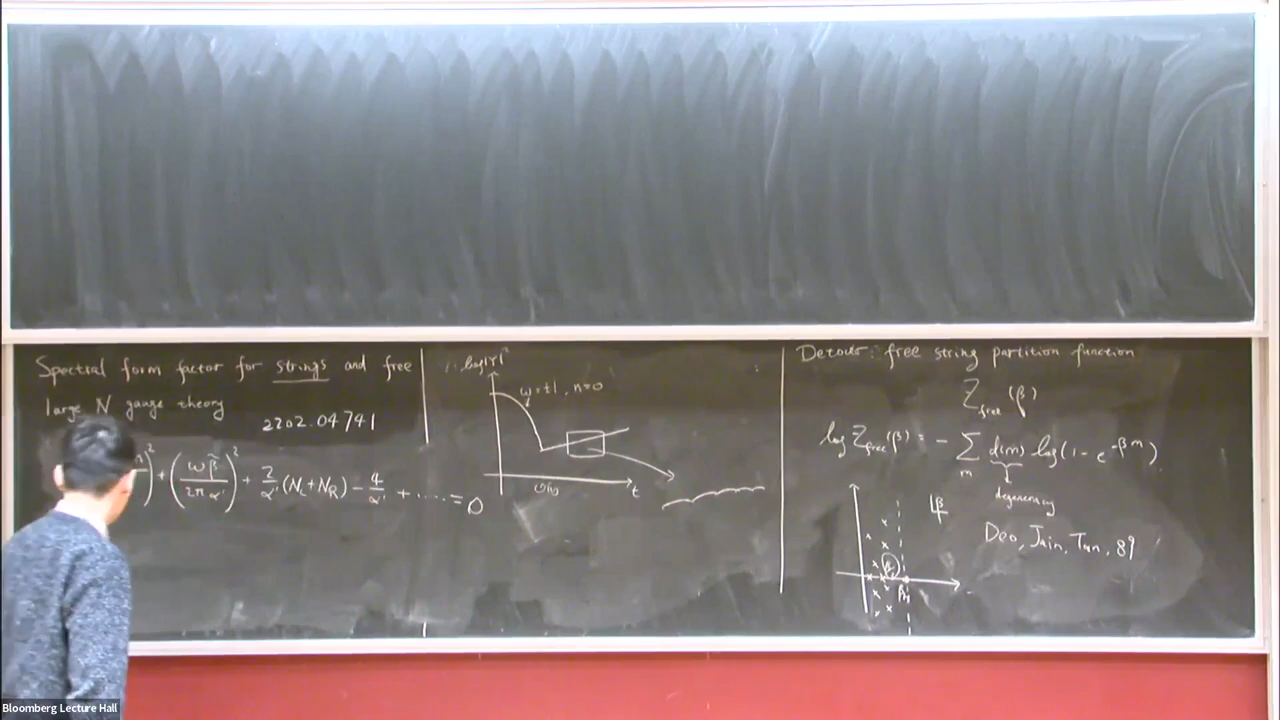 Spectral form factor for strings and free
large N gauge theory
2202.04741
)² + (ωβ̃/2πα')² + 2/α' (N_L+N_R) − 4/α' + ..... = 0
log|Y|²
ω=±1, n=0
O(1)
t
Detour: free string partition function
Z_free(β)
log Z_free(β) = − Σ_m d(m) log(1 − e^{−βm})
degeneracy
β
Deo, Jain, Tan, 89
β_H
Bloomberg Lecture Hall